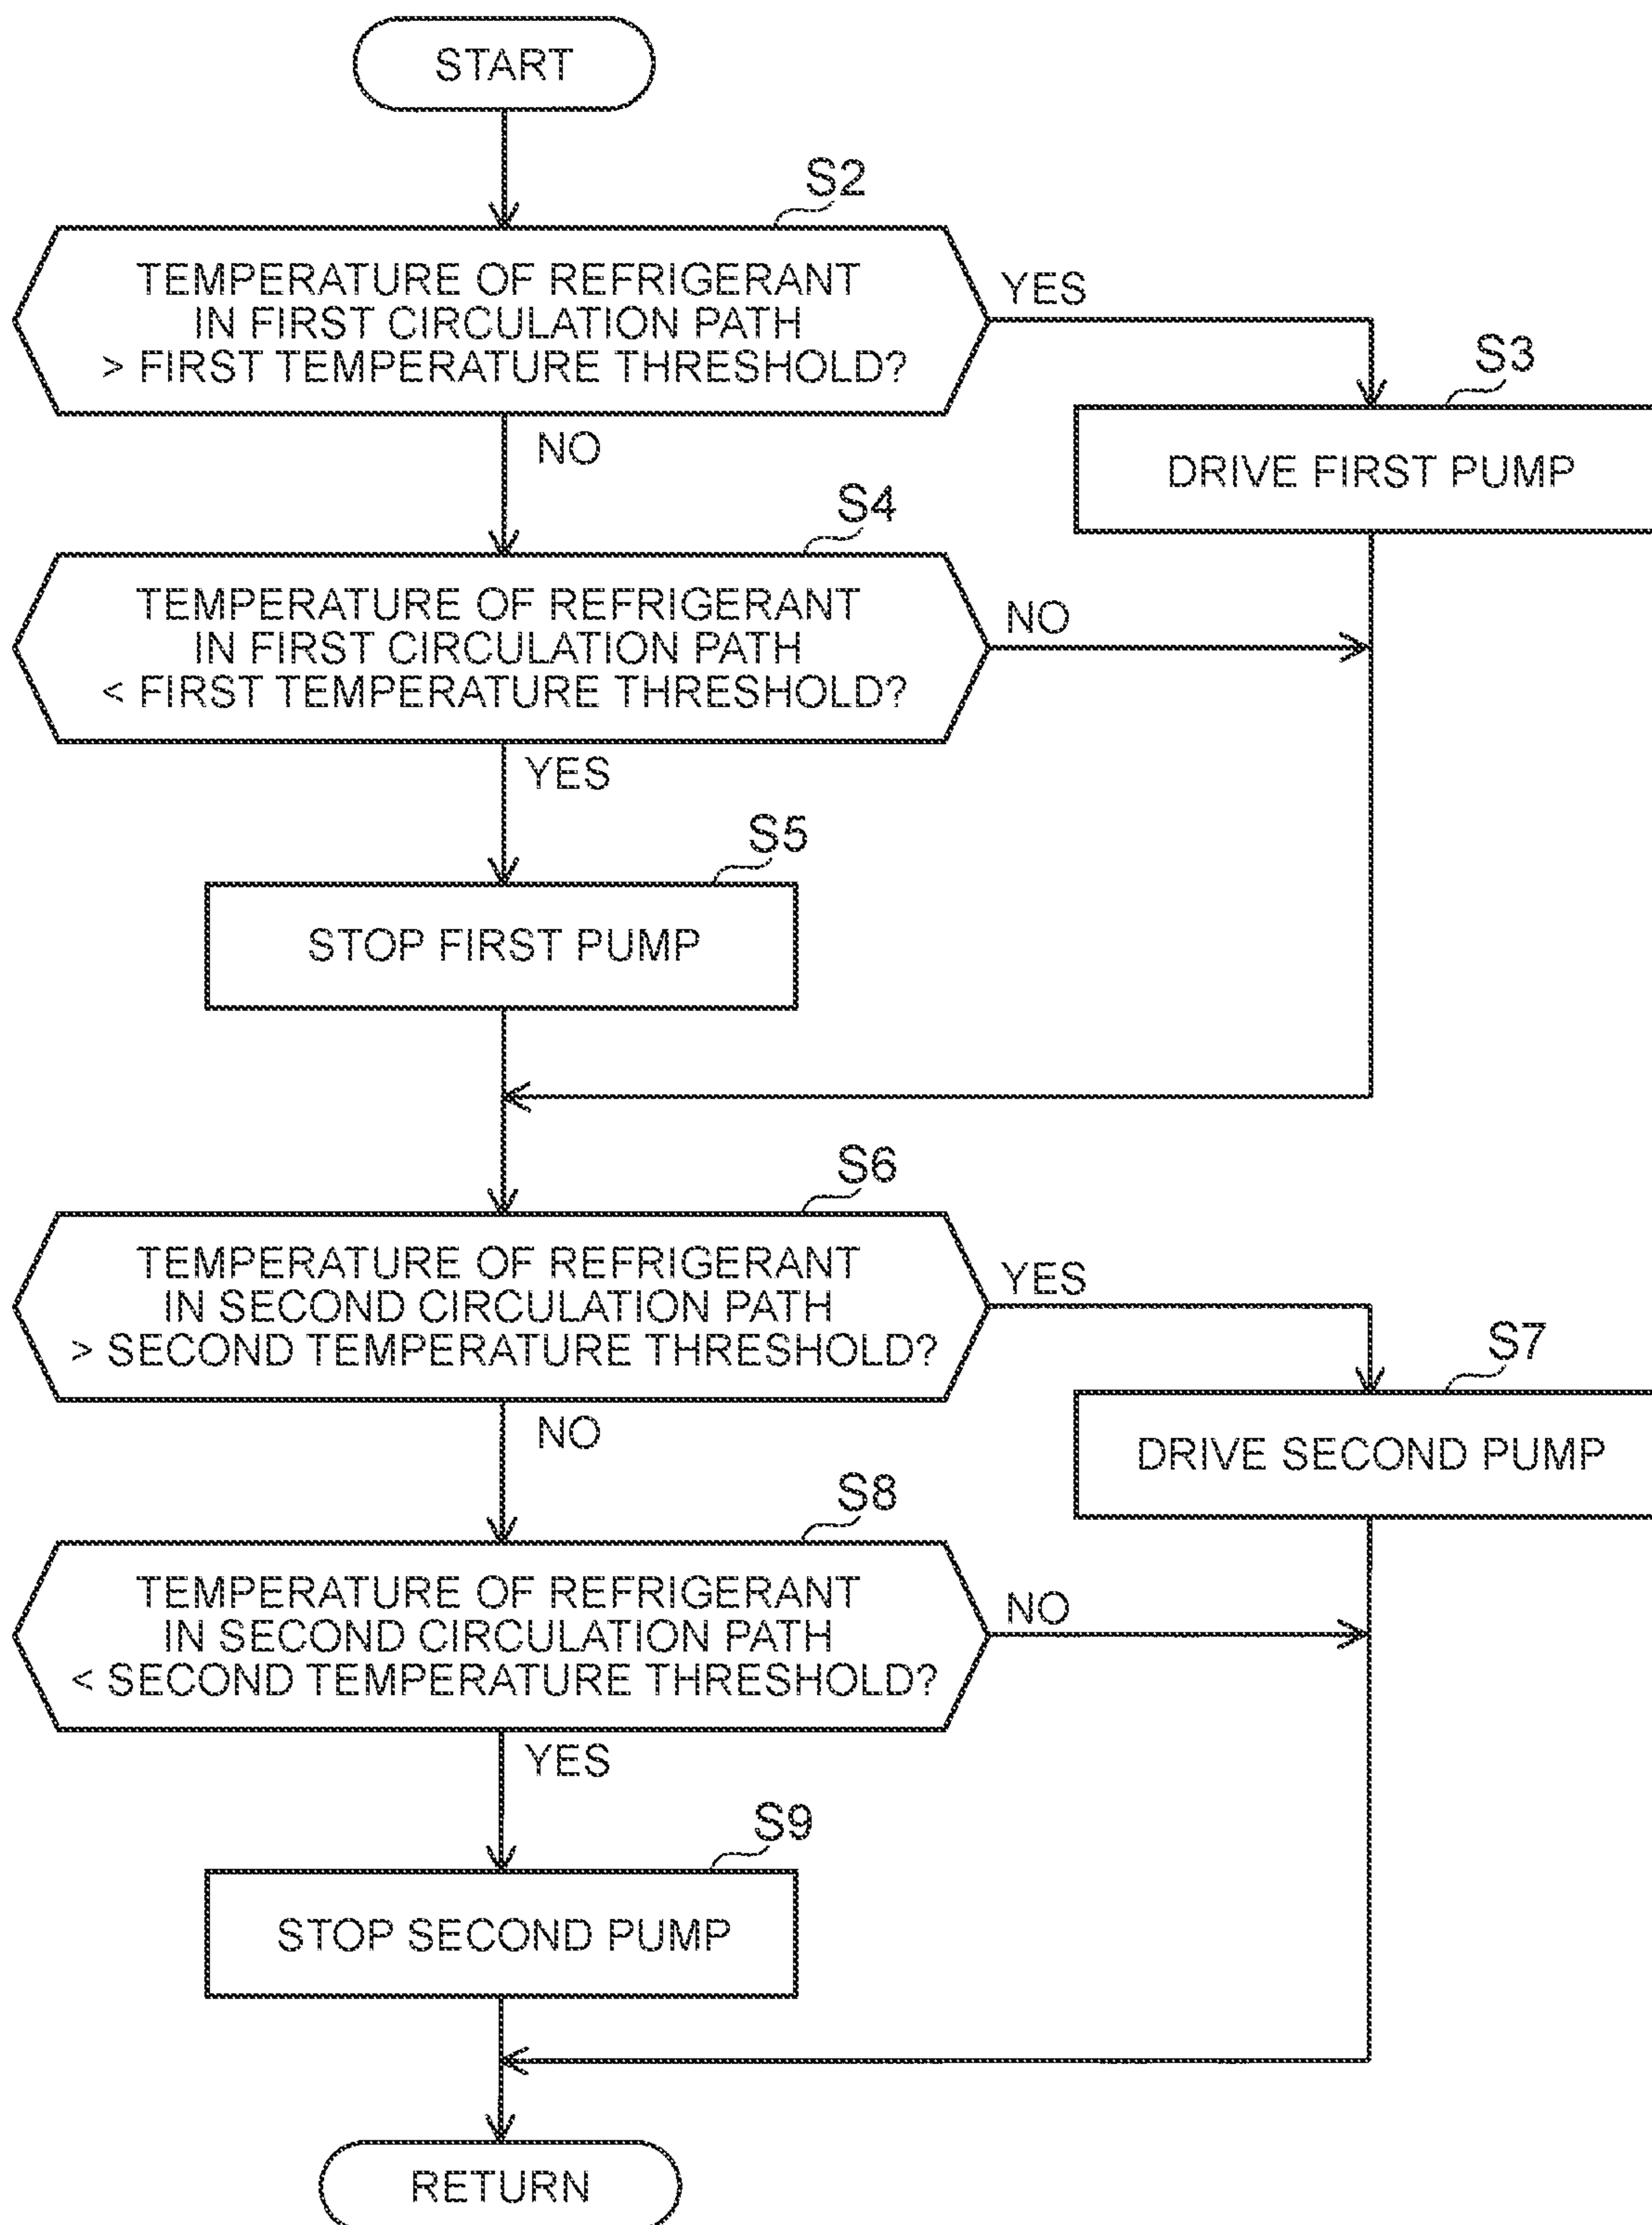 START
S2
TEMPERATURE OF REFRIGERANT
IN FIRST CIRCULATION PATH
> FIRST TEMPERATURE THRESHOLD?
YES
S3
DRIVE FIRST PUMP
NO
S4
TEMPERATURE OF REFRIGERANT
IN FIRST CIRCULATION PATH
< FIRST TEMPERATURE THRESHOLD?
NO
YES
S5
STOP FIRST PUMP
S6
TEMPERATURE OF REFRIGERANT
IN SECOND CIRCULATION PATH
> SECOND TEMPERATURE THRESHOLD?
YES
S7
DRIVE SECOND PUMP
NO
S8
TEMPERATURE OF REFRIGERANT
IN SECOND CIRCULATION PATH
< SECOND TEMPERATURE THRESHOLD?
NO
YES
S9
STOP SECOND PUMP
RETURN